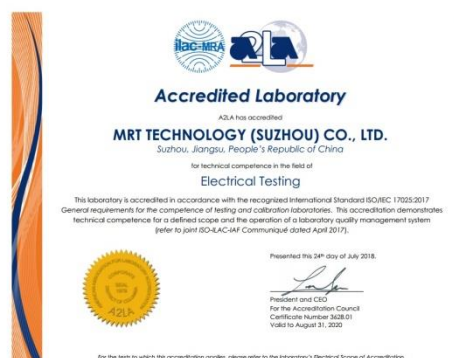 ilac-MRA
A2LA
Accredited Laboratory
A2LA has accredited
MRT TECHNOLOGY (SUZHOU) CO., LTD.
Suzhou, Jiangsu, People's Republic of China
for technical competence in the field of
Electrical Testing
This laboratory is accredited in accordance with the recognized International Standard ISO/IEC 17025:2017
General requirements for the competence of testing and calibration laboratories. This accreditation demonstrates
technical competence for a defined scope and the operation of a laboratory quality management system
(refer to joint ISO-ILAC-IAF Communiqué dated April 2017).
Presented this 24th day of July 2018.
President and CEO
For the Accreditation Council
Certificate Number 3628.01
Valid to August 31, 2020
CORPORATE
SEAL
A2LA
For the tests to which this accreditation applies, please refer to the laboratory's Electrical Scope of Accreditation.